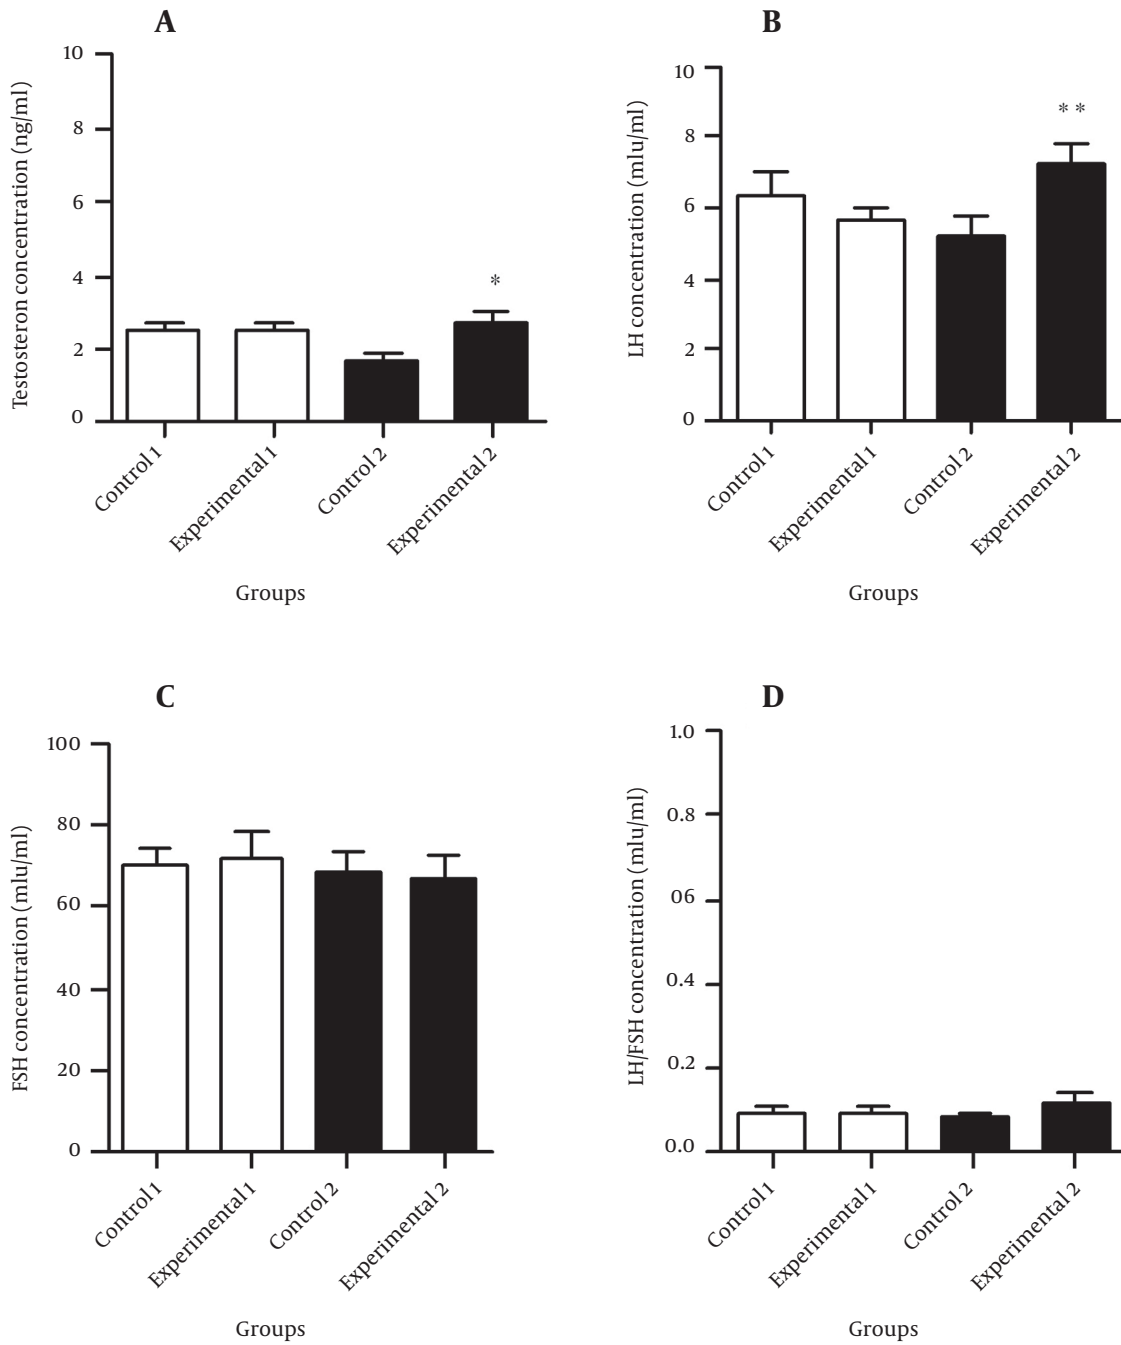 A
Testosteron concentration (ng/ml)
10
8
6
4
2
0
*
Control 1
Experimental 1
Control 2
Experimental 2
Groups
B
LH concentration (mlu/ml)
10
8
6
4
2
0
* *
Control 1
Experimental 1
Control 2
Experimental 2
Groups
C
FSH concentration (mlu/ml)
100
80
60
40
20
0
Control 1
Experimental 1
Control 2
Experimental 2
Groups
D
LH/FSH concentration (mlu/ml)
1.0
0.8
06
0.4
0.2
0.0
Control 1
Experimental 1
Control 2
Experimental 2
Groups